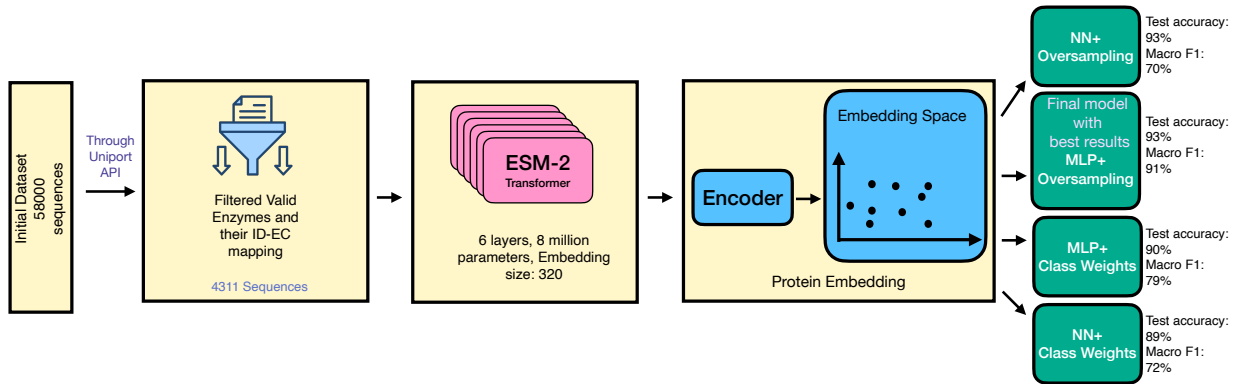 Initial Dataset
58000
sequences
Through
Uniport
API
Filtered Valid
Enzymes and
their ID-EC
mapping
4311 Sequences
ESM-2
Transformer
6 layers, 8 million
parameters, Embedding
size: 320
Encoder
Embedding Space
Protein Embedding
NN+
Oversampling
Test accuracy:
93%
Macro F1:
70%
Final model
with
best results
MLP+
Oversampling
Test accuracy:
93%
Macro F1:
91%
MLP+
Class Weights
Test accuracy:
90%
Macro F1:
79%
NN+
Class Weights
Test accuracy:
89%
Macro F1:
72%